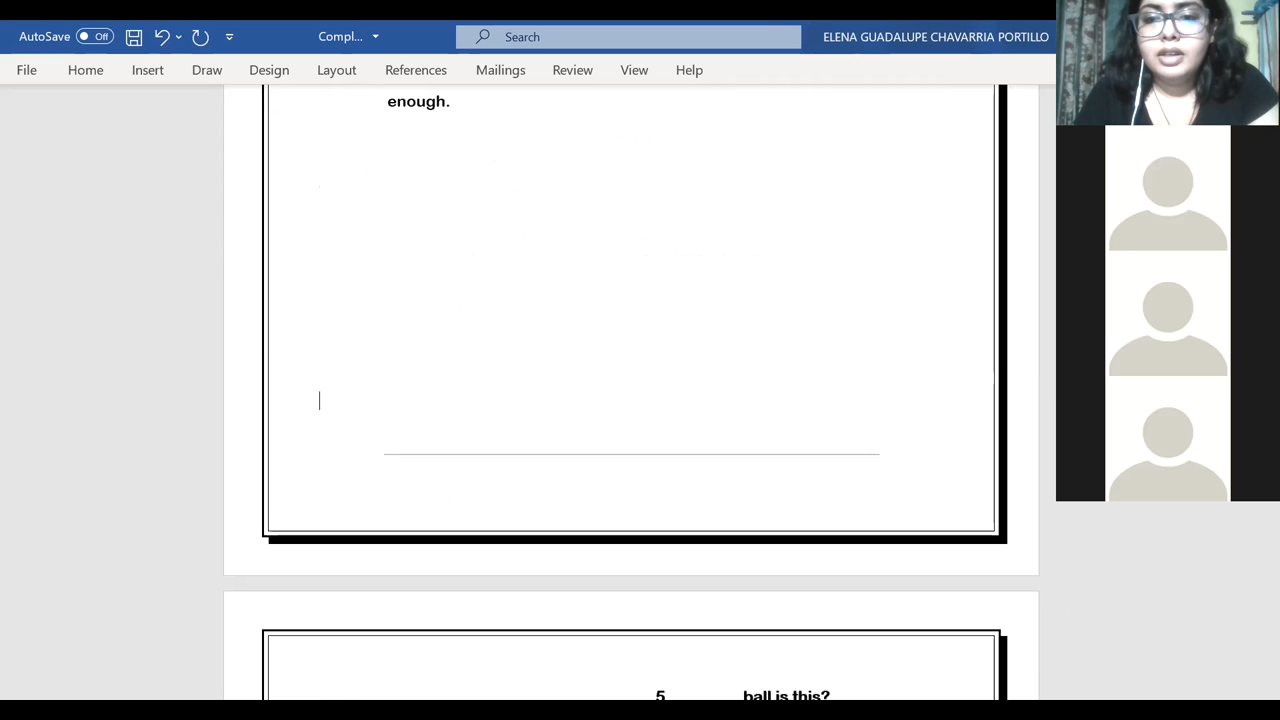 AutoSave Off Compl... Search ELENA GUADALUPE CHAVARRIA PORTILLO
File Home Insert Draw Design Layout References Mailings Review View Help
enough.
5 ball is this?